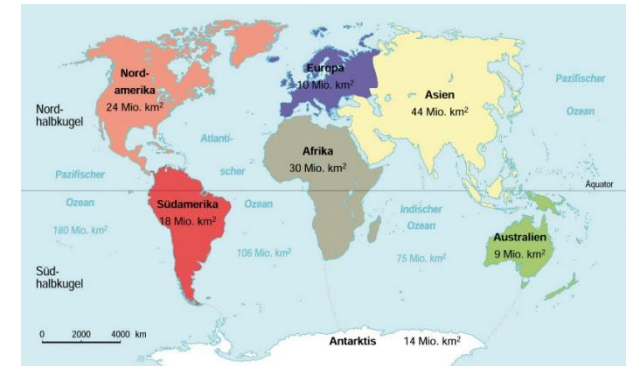 Nord-
amerika
24 Mio. km²
Europa
10 Mio. km²
Asien
44 Mio. km²
Pazifischer
Ozean
Nord-
halbkugel
Atlanti-
scher
Ozean
106 Mio. km²
Afrika
30 Mio. km²
Pazifischer
Ozean
180 Mio. km²
Äquator
Südamerika
18 Mio. km²
Indischer
Ozean
75 Mio. km²
Australien
9 Mio. km²
Süd-
halbkugel
0 2000 4000 km
Antarktis 14 Mio. km²